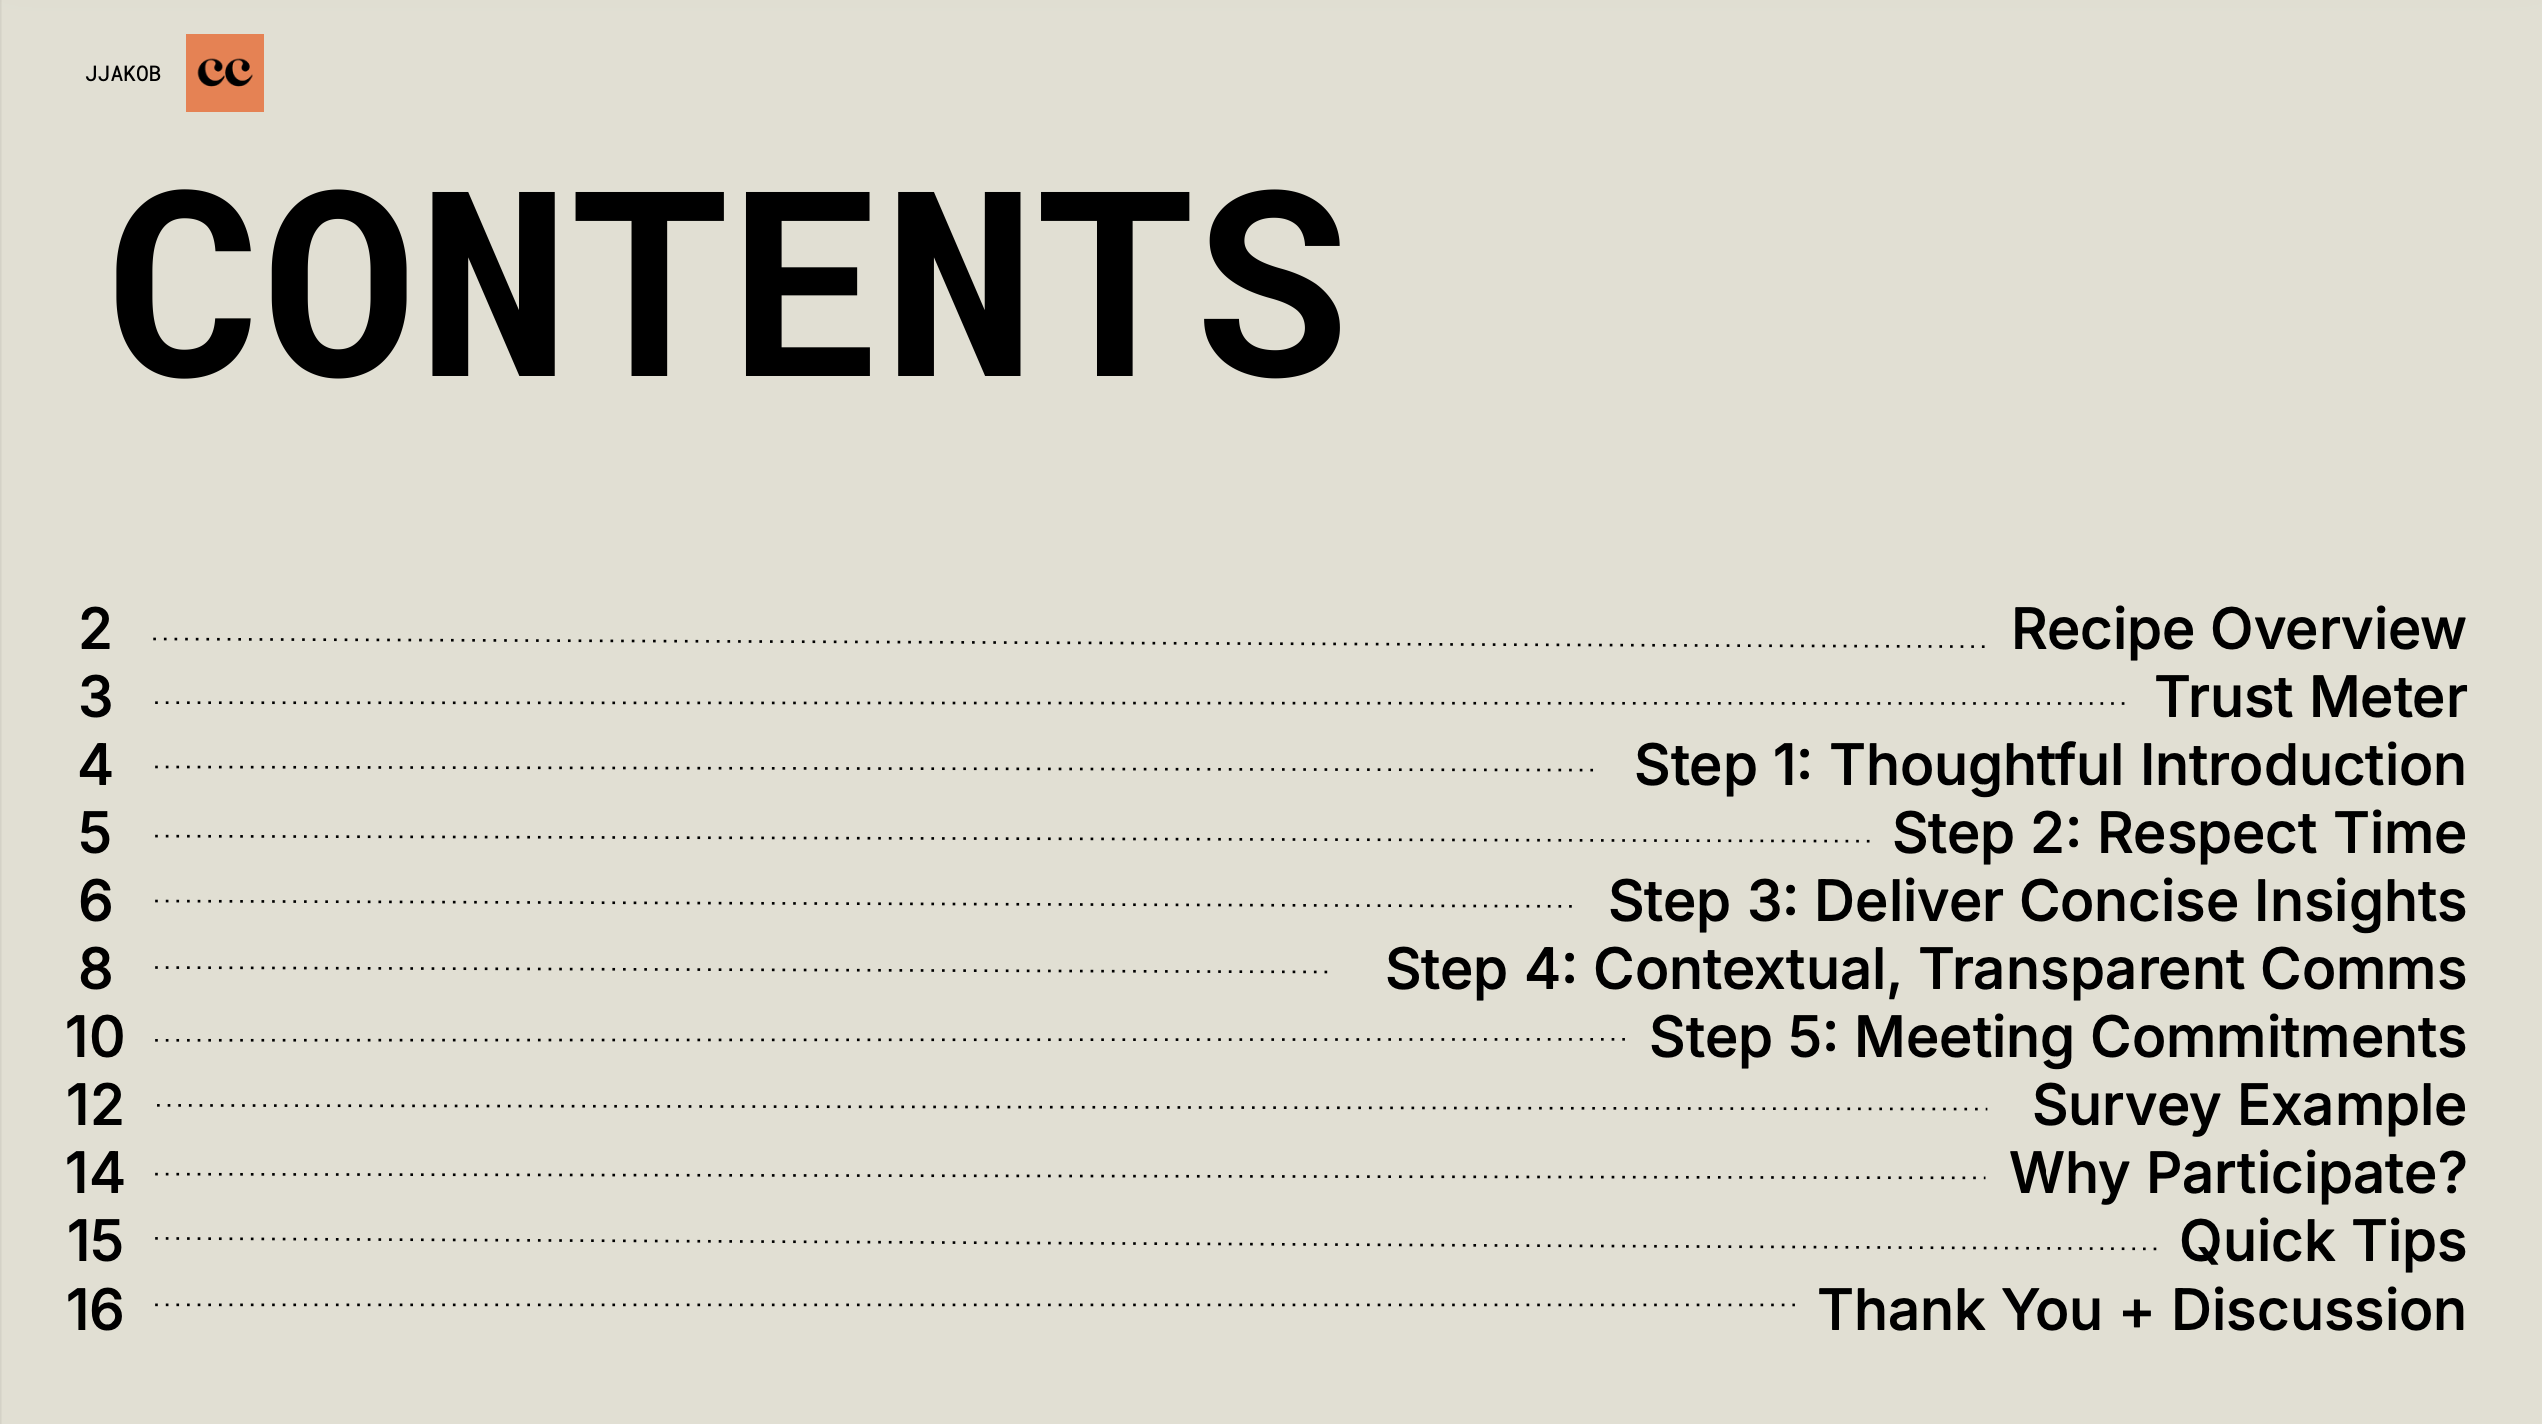 JJAKOB cc
CONTENTS
2 Recipe Overview
3 Trust Meter
4 Step 1: Thoughtful Introduction
5 Step 2: Respect Time
6 Step 3: Deliver Concise Insights
8 Step 4: Contextual, Transparent Comms
10 Step 5: Meeting Commitments
12 Survey Example
14 Why Participate?
15 Quick Tips
16 Thank You + Discussion